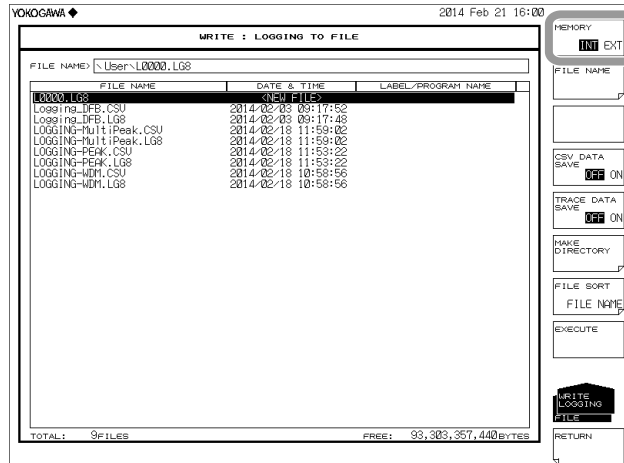 YOKOGAWA
2014 Feb 21 16:00
WRITE : LOGGING TO FILE
FILE NAME> \User\L0000.LG8
FILE NAME DATE & TIME LABEL/PROGRAM NAME
L0000.LG8 <NEW FILE>
Logging_DFB.CSV 2014/02/03 09:17:52
Logging_DFB.LG8 2014/02/03 09:17:48
LOGGING-MultiPeak.CSV 2014/02/18 11:59:02
LOGGING-MultiPeak.LG8 2014/02/18 11:59:02
LOGGING-PEAK.CSV 2014/02/18 11:53:22
LOGGING-PEAK.LG8 2014/02/18 11:53:22
LOGGING-WDM.CSV 2014/02/18 10:58:56
LOGGING-WDM.LG8 2014/02/18 10:58:56
TOTAL: 9FILES FREE: 93,303,357,440BYTES
MEMORY
INT EXT
FILE NAME
CSV DATA
SAVE
OFF ON
TRACE DATA
SAVE
OFF ON
MAKE
DIRECTORY
FILE SORT
FILE NAME
EXECUTE
WRITE
LOGGING
FILE
RETURN